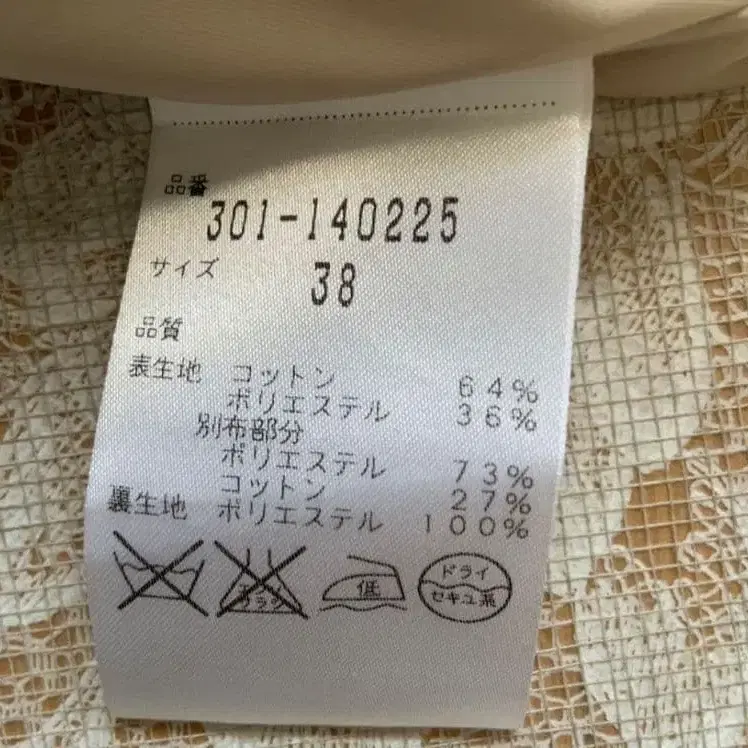 品番
301-140225
サイズ 38
品質
表生地 コットン 64%
ポリエステル 36%
別布部分
ポリエステル 73%
コットン 27%
裏生地 ポリエステル 100%
低
ドライ
セキユ系